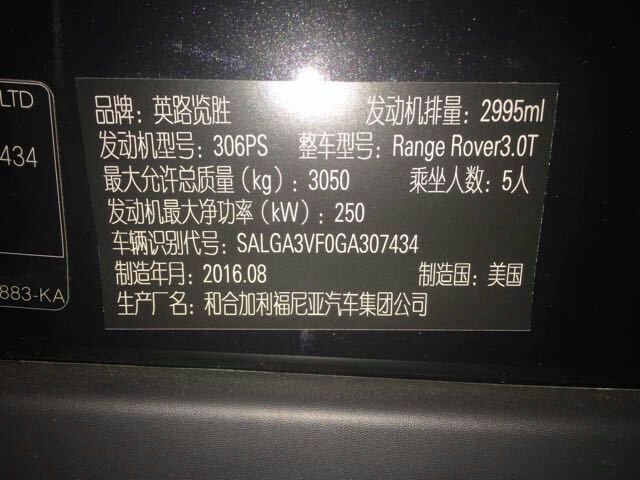 LTD
434
883-KA
品牌：英路览胜 发动机排量：2995ml
发动机型号：306PS 整车型号：Range Rover3.0T
最大允许总质量（kg）：3050 乘坐人数：5人
发动机最大净功率（kW）：250
车辆识别代号：SALGA3VF0GA307434
制造年月：2016.08 制造国：美国
生产厂名：和合加利福尼亚汽车集团公司